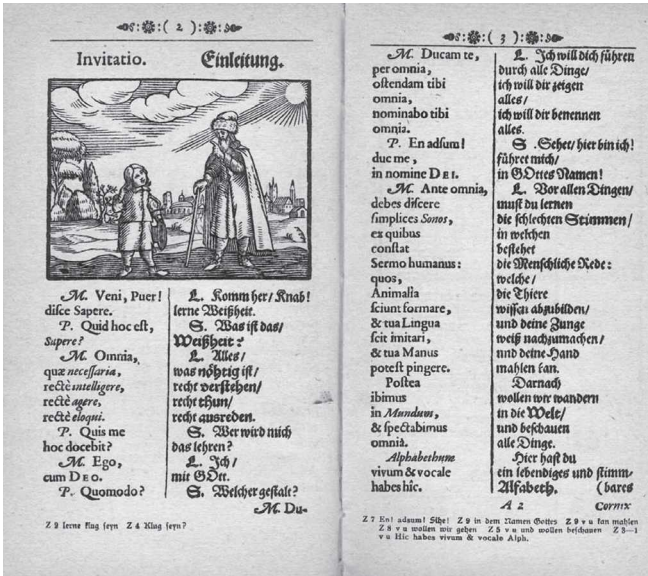 ( 2 )
Invitatio.
Einleitung.
M. Veni, Puer!
disce Sapere.
P. Quid hoc est,
Sapere?
M. Omnia,
quæ necessaria,
rectè intelligere,
rectè agere,
rectè eloqui.
P. Quis me
hoc docebit?
M. Ego,
cum DEO.
P. Quomodo?
L. Komm her/ Knab!
lerne Weißheit.
S. Was ist das/
Weißheit?
L. Alles/
was nöhtig ist/
recht verstehen/
recht thun/
recht ausreden.
S. Wer wird mich
das lehren?
L. Ich/
mit GOtt.
S. Welcher gestalt?
M. Du-
Z 2 lerne klug seyn Z 4 Klug seyn?
( 3 )
M. Ducam te,
per omnia,
ostendam tibi
omnia,
nominabo tibi
omnia.
P. En adsum!
duc me,
in nomine DEI.
M. Ante omnia,
debes discere
simplices Sonos,
ex quibus
constat
Sermo humanus:
quos,
Animalia
sciunt formare,
& tua Lingua
scit imitari,
& tua Manus
potest pingere.
Postea
ibimus
in Mundum,
& spectabimus
omnia.
Alphabethum
vivum & vocale
habes hîc.
L. Ich will dich führen
durch alle Dinge/
ich will dir zeigen
alles/
ich will dir benennen
alles.
S. Sehet/ hier bin ich!
führet mich/
in GOttes Namen!
L. Vor allen Dingen/
must du lernen
die schlechten Stimmen/
in welchen
bestehet
die Menschliche Rede:
welche/
die Thiere
wissen abzubilden/
und deine Zunge
weiß nachzumachen/
und deine Hand
mahlen kan.
Darnach
wollen wir wandern
in die Welt/
und beschauen
alle Dinge.
Hier hast du
ein lebendiges und stimm-
Alfabeth. (bares
A 2 Cornix
Z 7 En! adsum! Sihe! Z 9 in dem Namen Gottes Z 9 v u kan mahlen
Z 8 v u wollen wir gehen Z 5 v u und wollen beschauen Z 3—1
v u Hic habes vivum & vocale Alph.